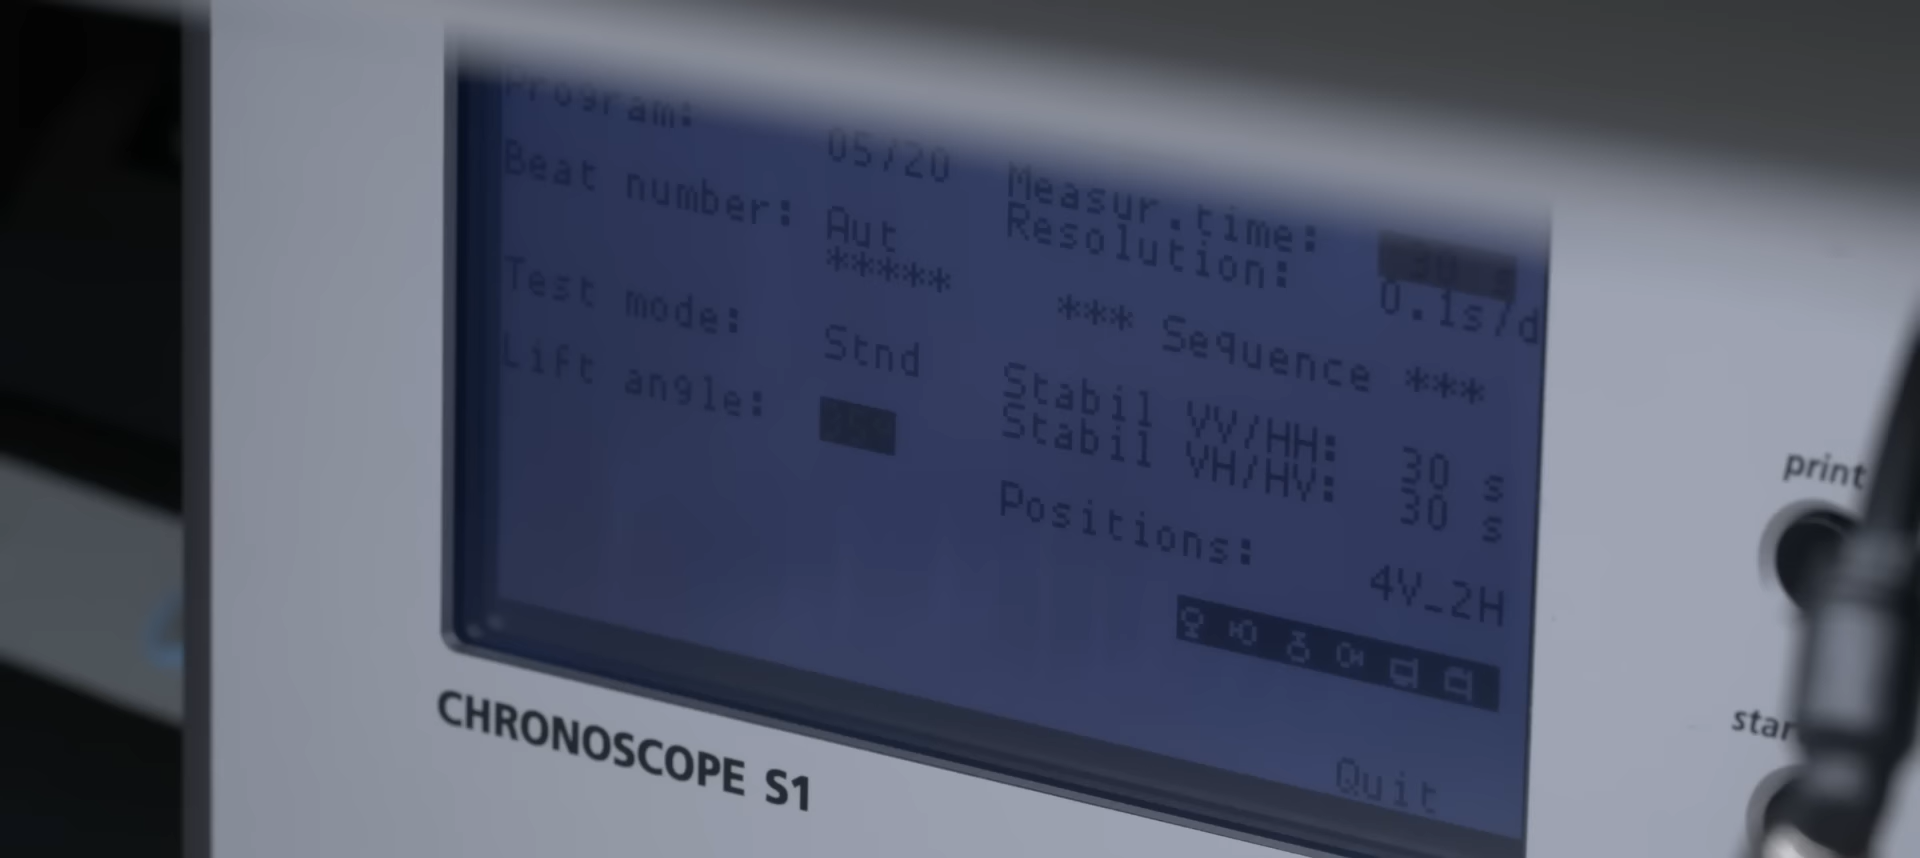 Program: 05/20
Beat number: Aut
*****
Test mode: Stnd
Lift angle:
Measur.time: 30 s
Resolution: 0.1s/d
*** Sequence ***
Stabil VV/HH: 30 s
Stabil VH/HV: 30 s
Positions:
4V_2H
Quit
CHRONOSCOPE S1
print